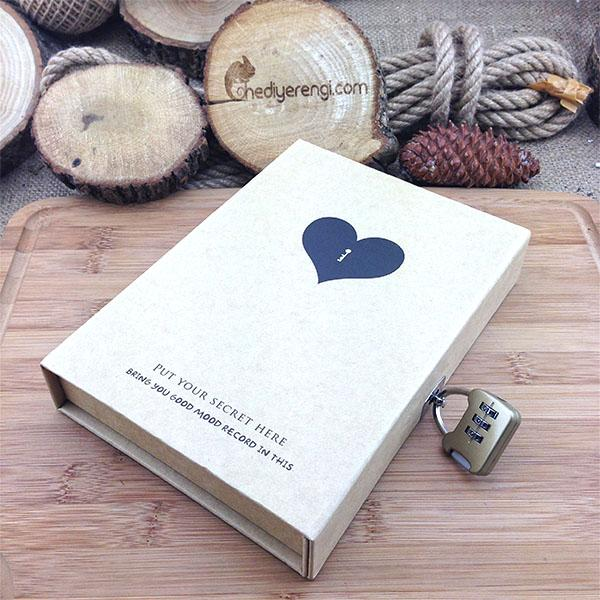 hediyerengi.com
PUT YOUR SECRET HERE
BRING YOU GOOD MOOD RECORD IN THIS